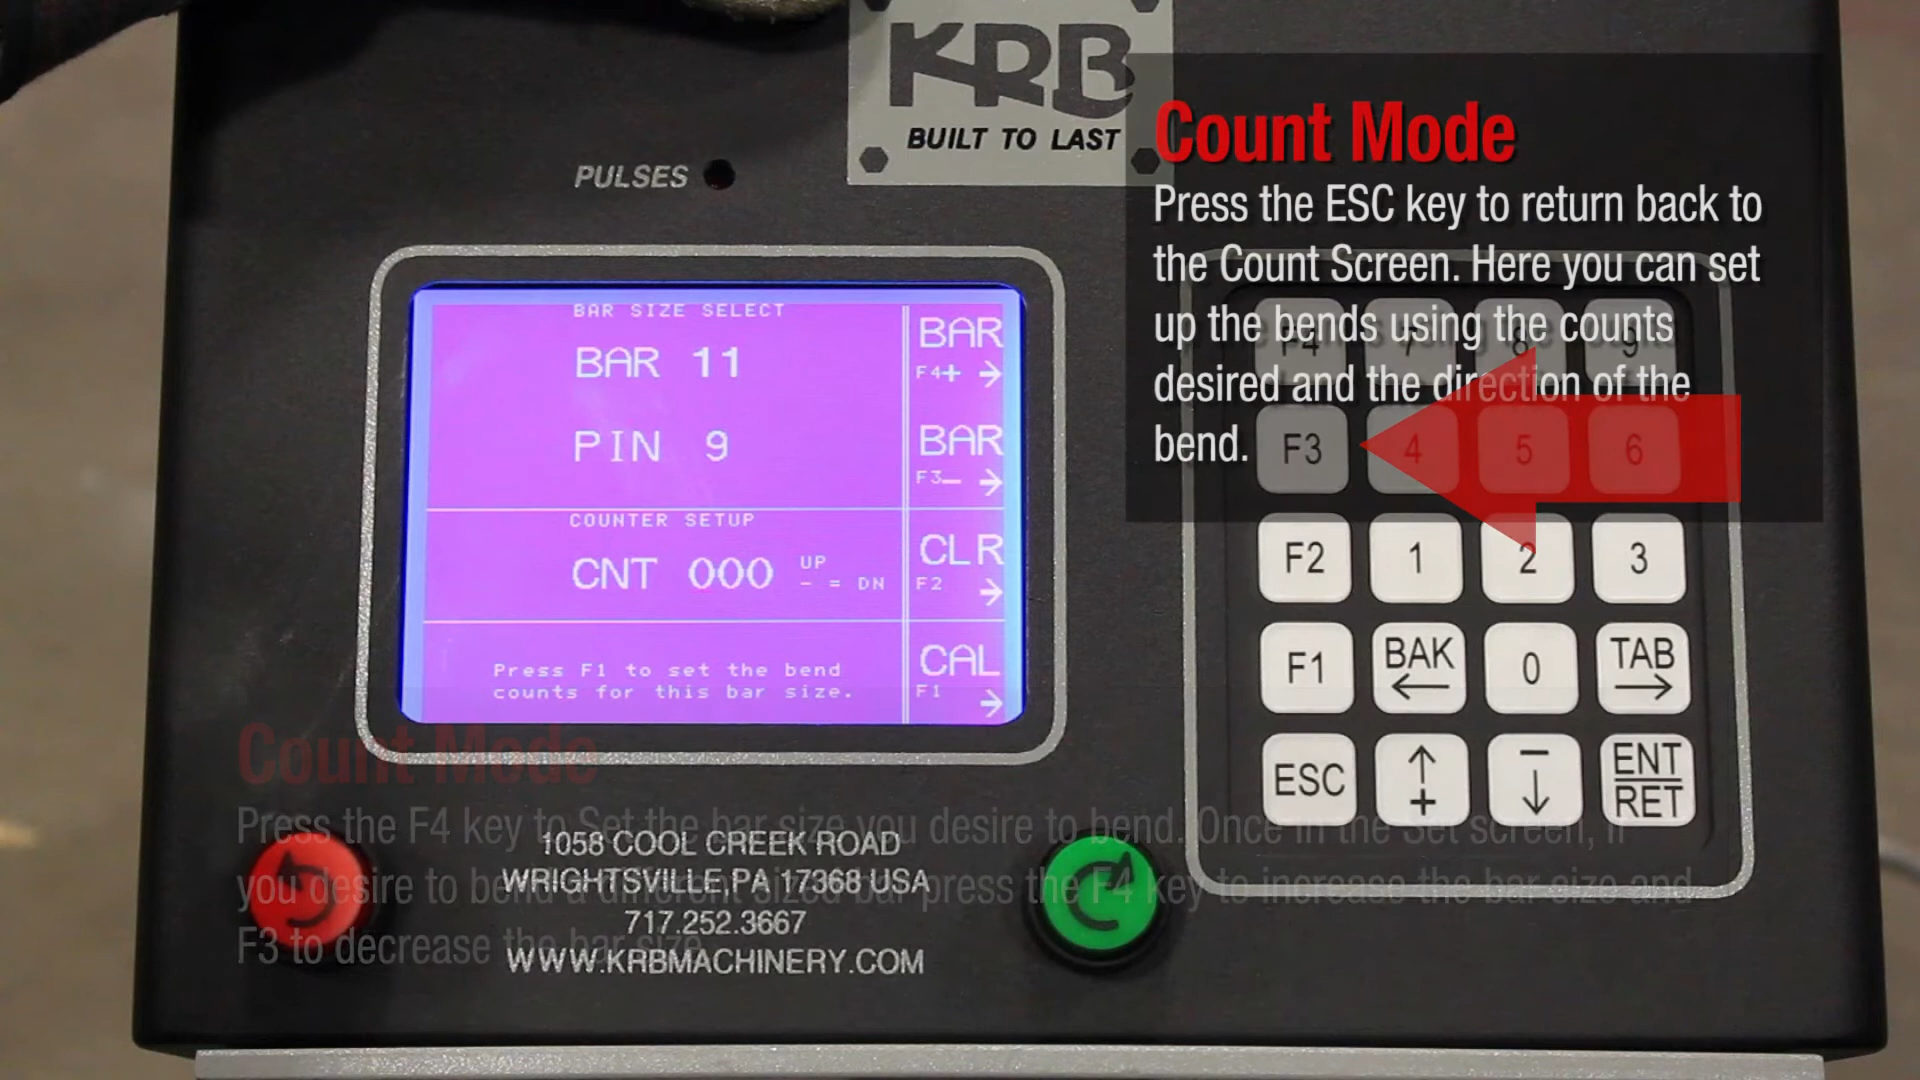 KRB
BUILT TO LAST
PULSES
Count Mode
Press the ESC key to return back to
the Count Screen. Here you can set
up the bends using the counts
desired and the direction of the
bend.
BAR SIZE SELECT
BAR 11
PIN 9
BAR
F4+ →
BAR
F3− →
COUNTER SETUP
CNT 000 UP
- = DN
CLR
F2 →
Press F1 to set the bend
counts for this bar size.
CAL
F1 →
F4 7 8 9
F3 4 5 6
F2 1 2 3
F1 BAK ← 0 TAB →
ESC ↑ + − ↓ ENT RET
Count Mode
Press the F4 key to Set the bar size you desire to bend. Once in the Set screen, if
you desire to bend a different sized bar press the F4 key to increase the bar size and
F3 to decrease the bar size.
1058 COOL CREEK ROAD
WRIGHTSVILLE,PA 17368 USA
717.252.3667
WWW.KRBMACHINERY.COM